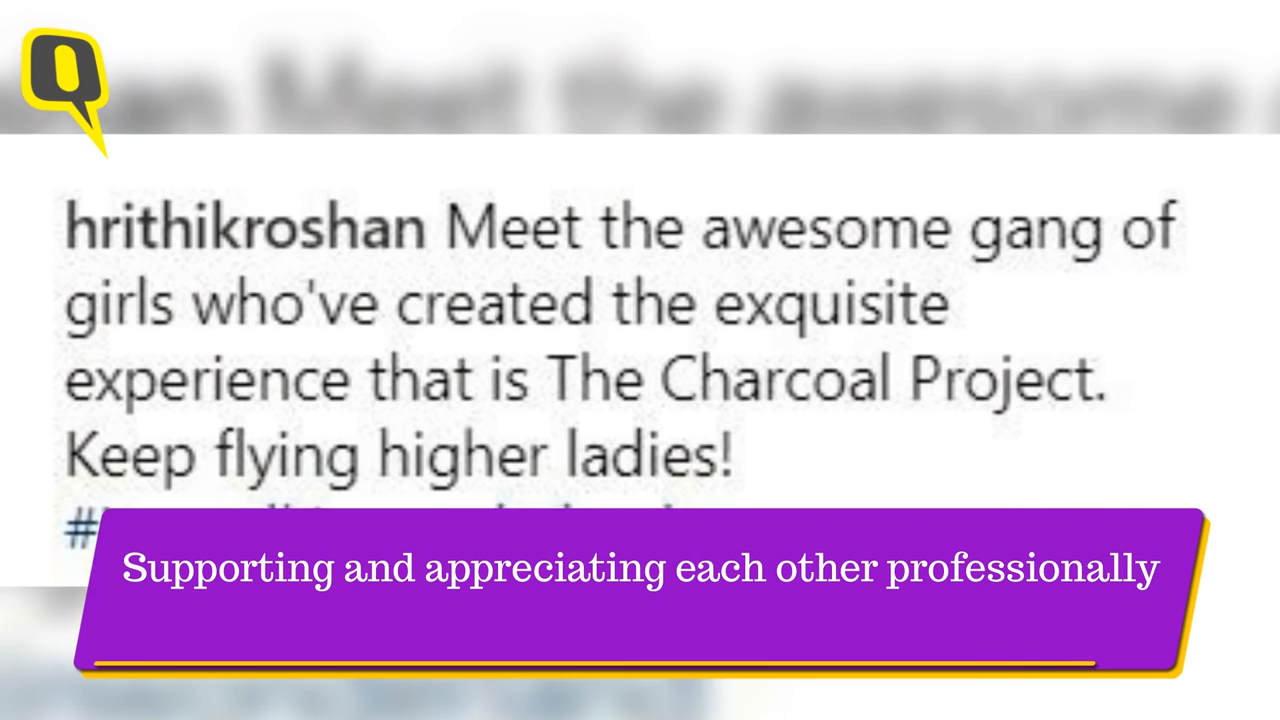 hrithikroshan Meet the awesome gang of
girls who've created the exquisite
experience that is The Charcoal Project.
Keep flying higher ladies!
#
Supporting and appreciating each other professionally